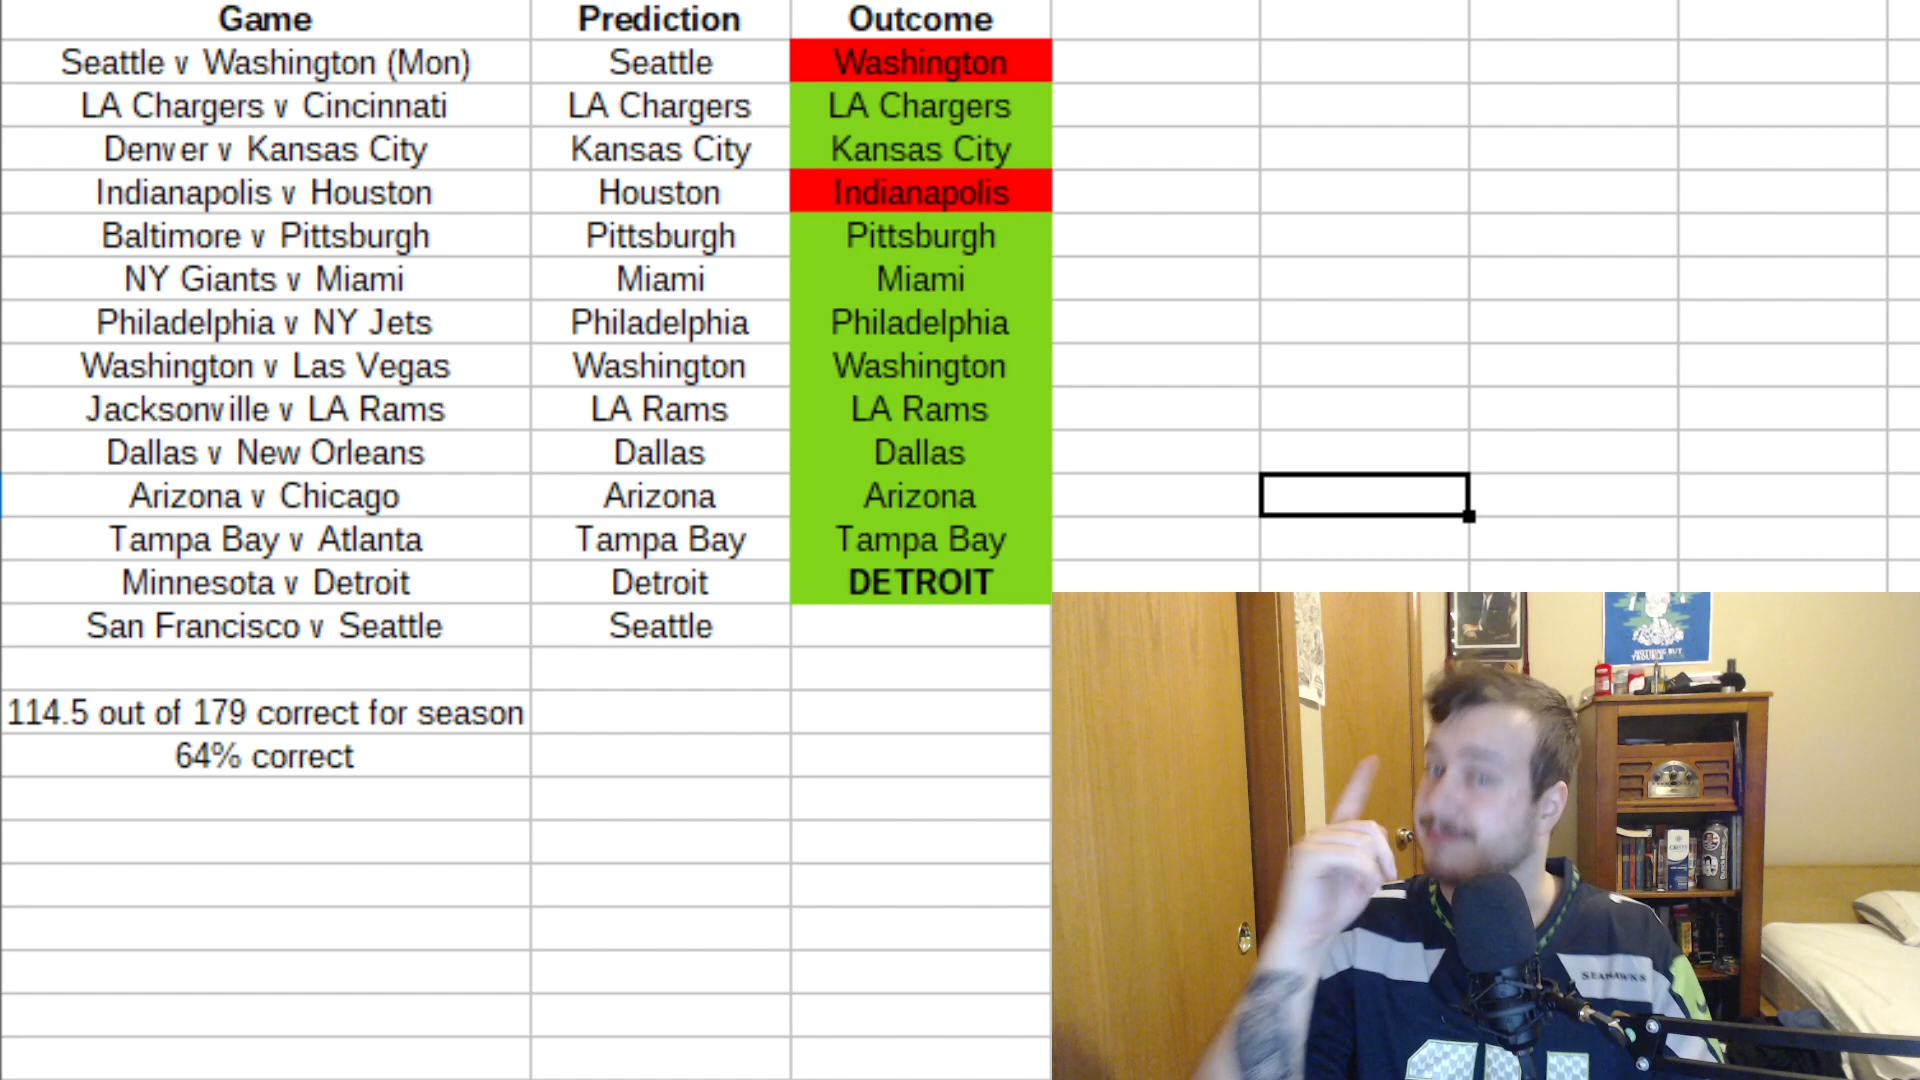 Game Prediction Outcome
Seattle v Washington (Mon) Seattle Washington
LA Chargers v Cincinnati LA Chargers LA Chargers
Denver v Kansas City Kansas City Kansas City
Indianapolis v Houston Houston Indianapolis
Baltimore v Pittsburgh Pittsburgh Pittsburgh
NY Giants v Miami Miami Miami
Philadelphia v NY Jets Philadelphia Philadelphia
Washington v Las Vegas Washington Washington
Jacksonville v LA Rams LA Rams LA Rams
Dallas v New Orleans Dallas Dallas
Arizona v Chicago Arizona Arizona
Tampa Bay v Atlanta Tampa Bay Tampa Bay
Minnesota v Detroit Detroit DETROIT
San Francisco v Seattle Seattle
114.5 out of 179 correct for season
64% correct
NOTHING BUT
TROUBLE
SEAHAWKS